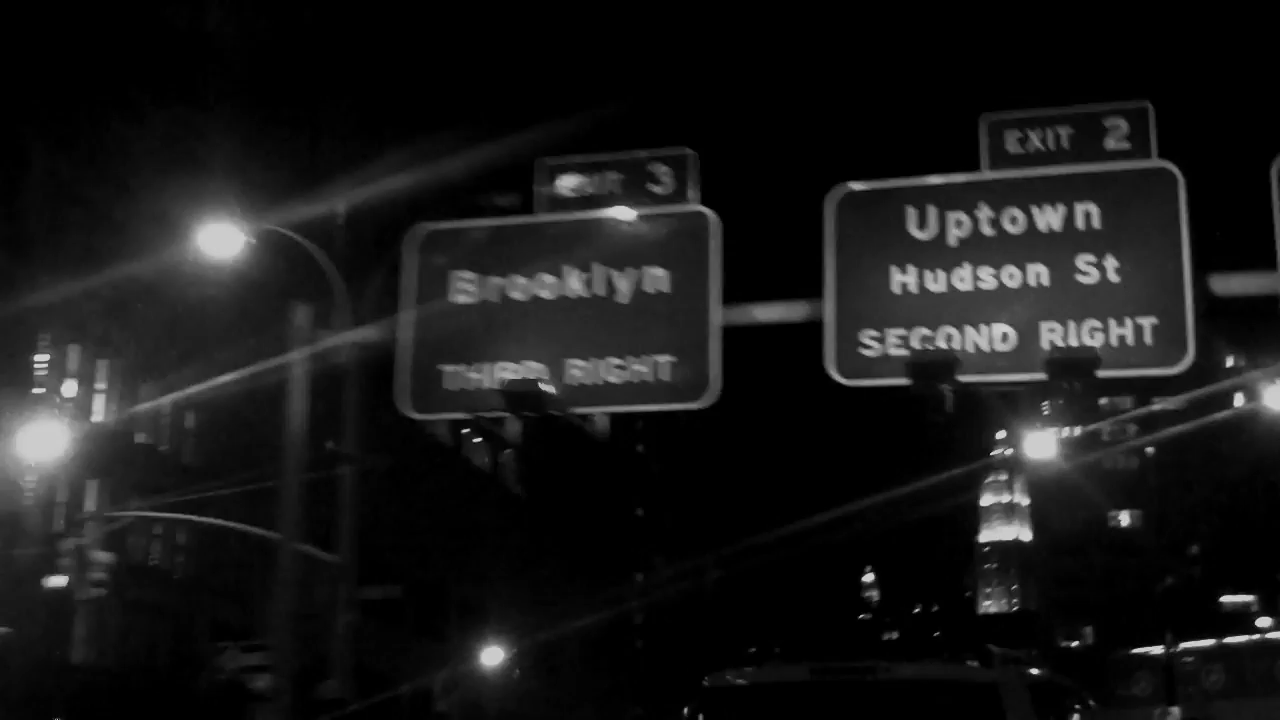 EXIT 3
Brooklyn
THIRD RIGHT
EXIT 2
Uptown
Hudson St
SECOND RIGHT